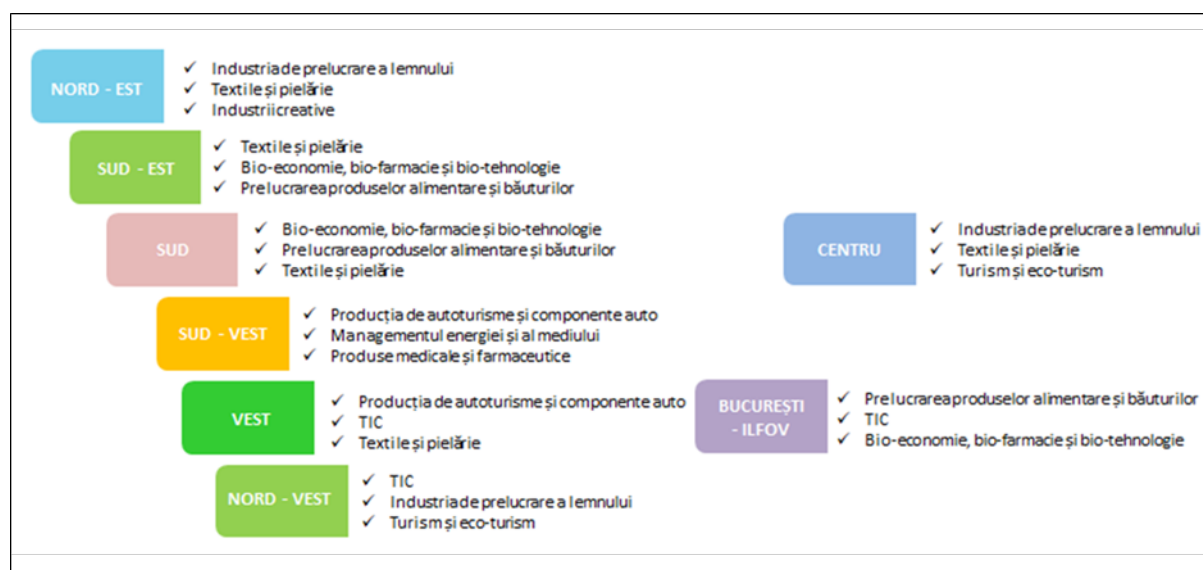 NORD - EST
✓ Industria de prelucrare a lemnului
✓ Textile și pielărie
✓ Industrii creative
SUD - EST
✓ Textile și pielărie
✓ Bio-economie, bio-farmacie și bio-tehnologie
✓ Prelucrarea produselor alimentare și băuturilor
SUD
✓ Bio-economie, bio-farmacie și bio-tehnologie
✓ Prelucrarea produselor alimentare și băuturilor
✓ Textile și pielărie
CENTRU
✓ Industria de prelucrare a lemnului
✓ Textile și pielărie
✓ Turism și eco-turism
SUD - VEST
✓ Producția de autoturisme și componente auto
✓ Managementul energiei și al mediului
✓ Produse medicale și farmaceutice
VEST
✓ Producția de autoturisme și componente auto
✓ TIC
✓ Textile și pielărie
BUCUREȘTI
- ILFOV
✓ Prelucrarea produselor alimentare și băuturilor
✓ TIC
✓ Bio-economie, bio-farmacie și bio-tehnologie
NORD - VEST
✓ TIC
✓ Industria de prelucrare a lemnului
✓ Turism și eco-turism